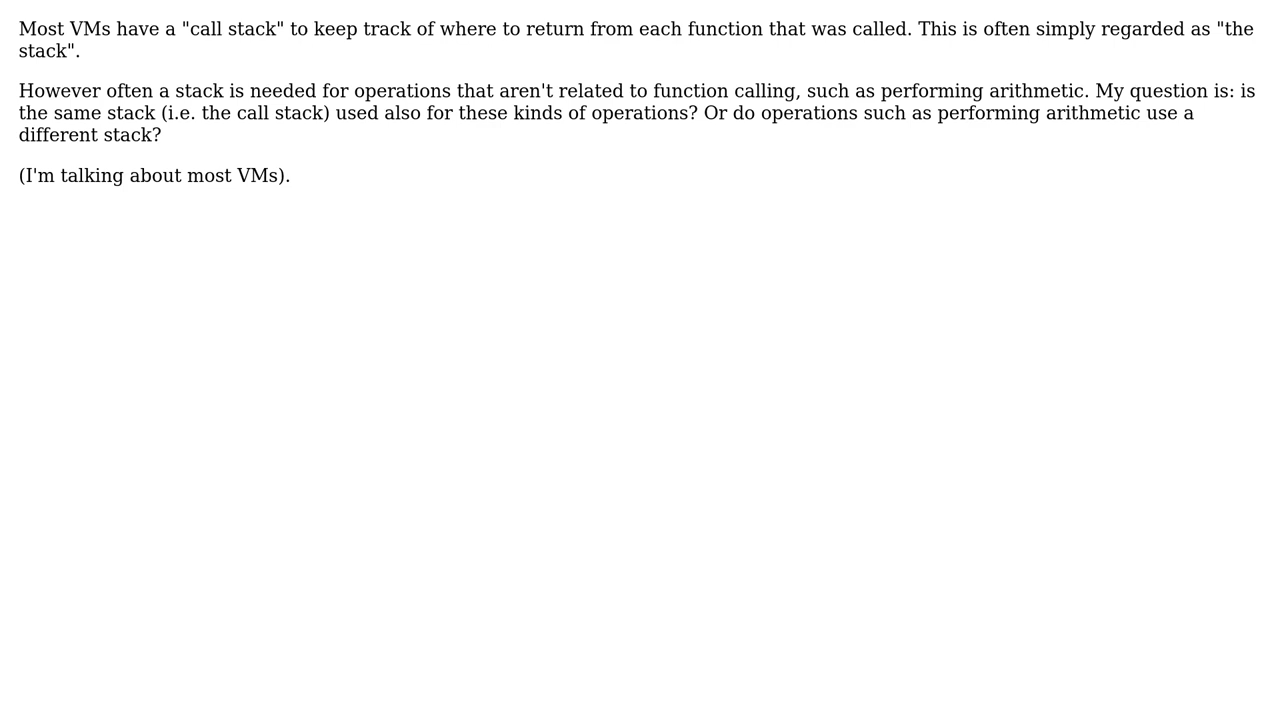 Most VMs have a "call stack" to keep track of where to return from each function that was called. This is often simply regarded as "the
stack".
However often a stack is needed for operations that aren't related to function calling, such as performing arithmetic. My question is: is
the same stack (i.e. the call stack) used also for these kinds of operations? Or do operations such as performing arithmetic use a
different stack?
(I'm talking about most VMs).